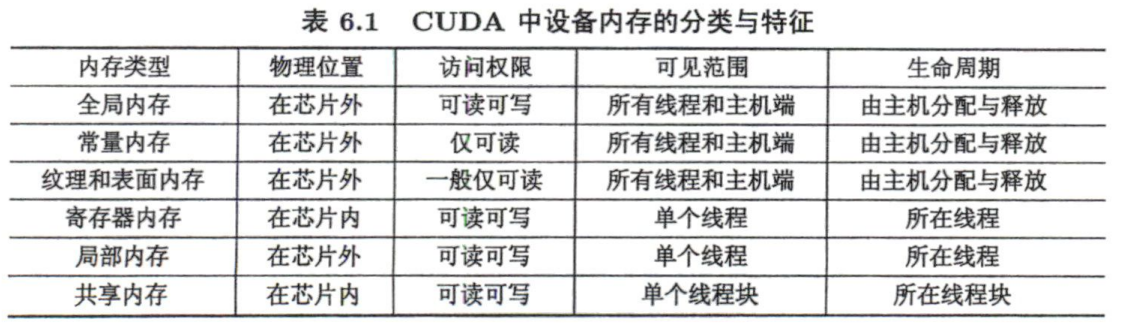 表 6.1 CUDA 中设备内存的分类与特征
内存类型 物理位置 访问权限 可见范围 生命周期
全局内存 在芯片外 可读可写 所有线程和主机端 由主机分配与释放
常量内存 在芯片外 仅可读 所有线程和主机端 由主机分配与释放
纹理和表面内存 在芯片外 一般仅可读 所有线程和主机端 由主机分配与释放
寄存器内存 在芯片内 可读可写 单个线程 所在线程
局部内存 在芯片外 可读可写 单个线程 所在线程
共享内存 在芯片内 可读可写 单个线程块 所在线程块